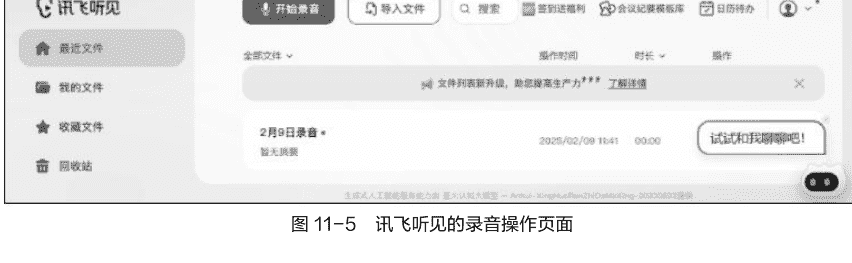 讯飞听见
开始录音 导入文件 搜索 签到送福利 会议纪要模板库 日历待办
最近文件
全部文件 操作时间 时长 操作
我的文件
文件列表新升级，助您提高生产力 了解详情
收藏文件
2月9日录音
2025/02/09 11:41 00:00 试试和我聊聊吧！
暂无摘要
回收站
图 11-5 讯飞听见的录音操作页面